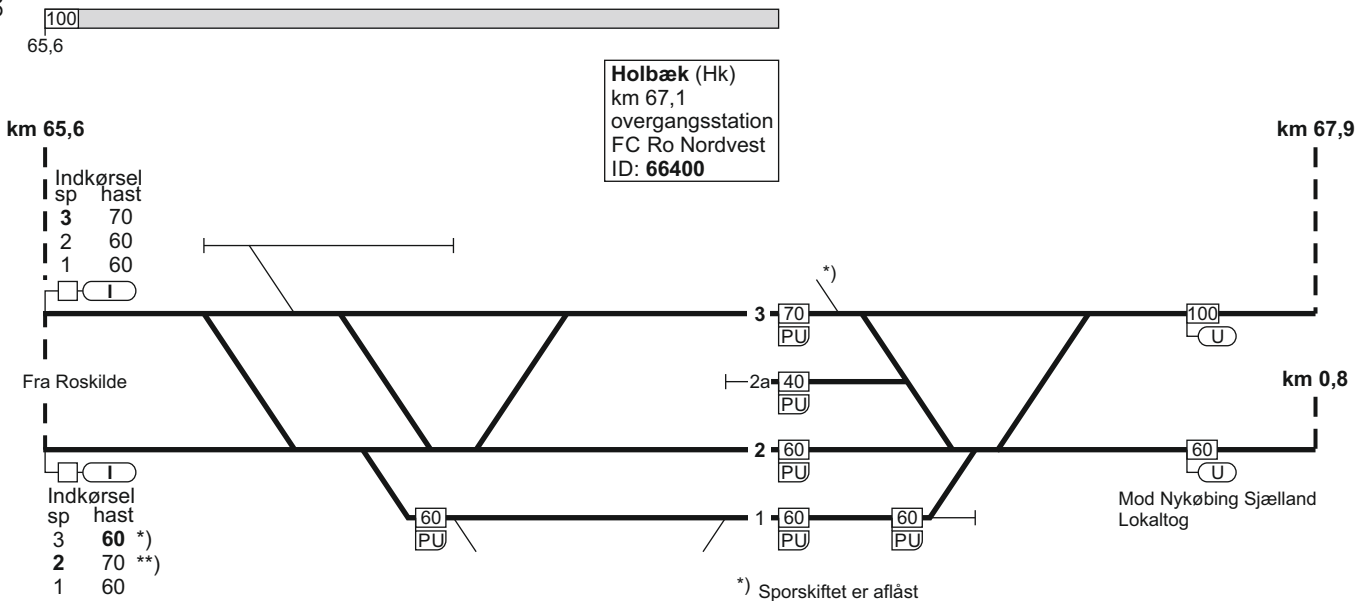 100
65,6
Holbæk (Hk)
km 67,1
overgangsstation
FC Ro Nordvest
ID: 66400
km 65,6
km 67,9
Indkørsel
sp hast
3 70
2 60
1 60
I
*)
3 70
PU
100
U
Fra Roskilde
2a 40
PU
km 0,8
2 60
PU
60
U
I
Indkørsel
sp hast
3 60 *)
2 70 **)
1 60
60
PU
1 60
PU
60
PU
Mod Nykøbing Sjælland
Lokaltog
*) Sporskiftet er aflåst